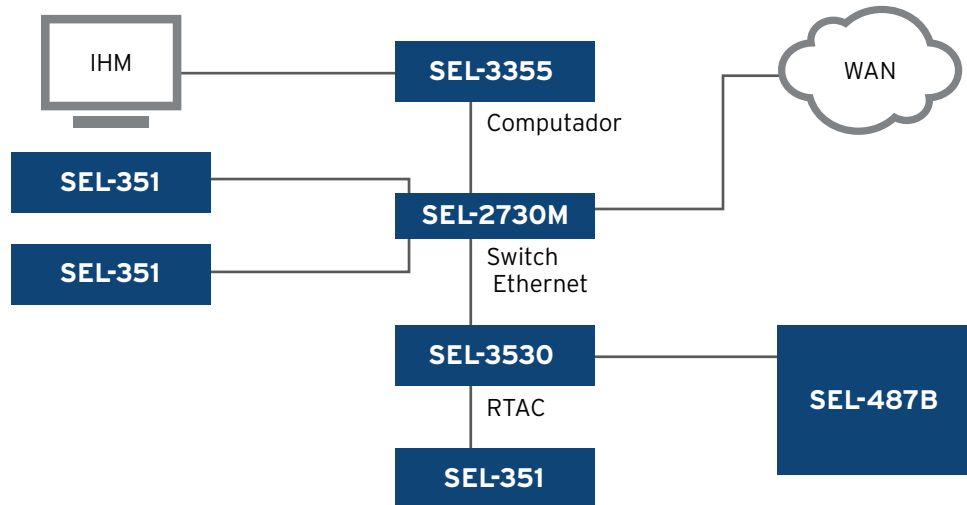 IHM
SEL-3355
WAN
Computador
SEL-351
SEL-2730M
SEL-351
Switch
Ethernet
SEL-3530
SEL-487B
RTAC
SEL-351